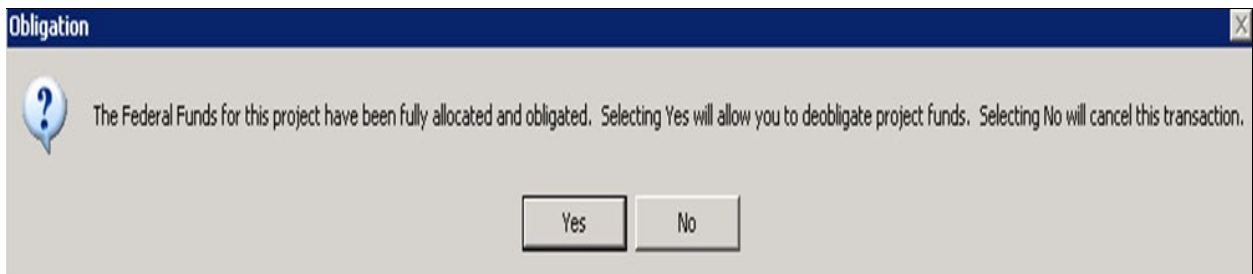 Obligation
The Federal Funds for this project have been fully allocated and obligated. Selecting Yes will allow you to deobligate project funds. Selecting No will cancel this transaction.
Yes
No